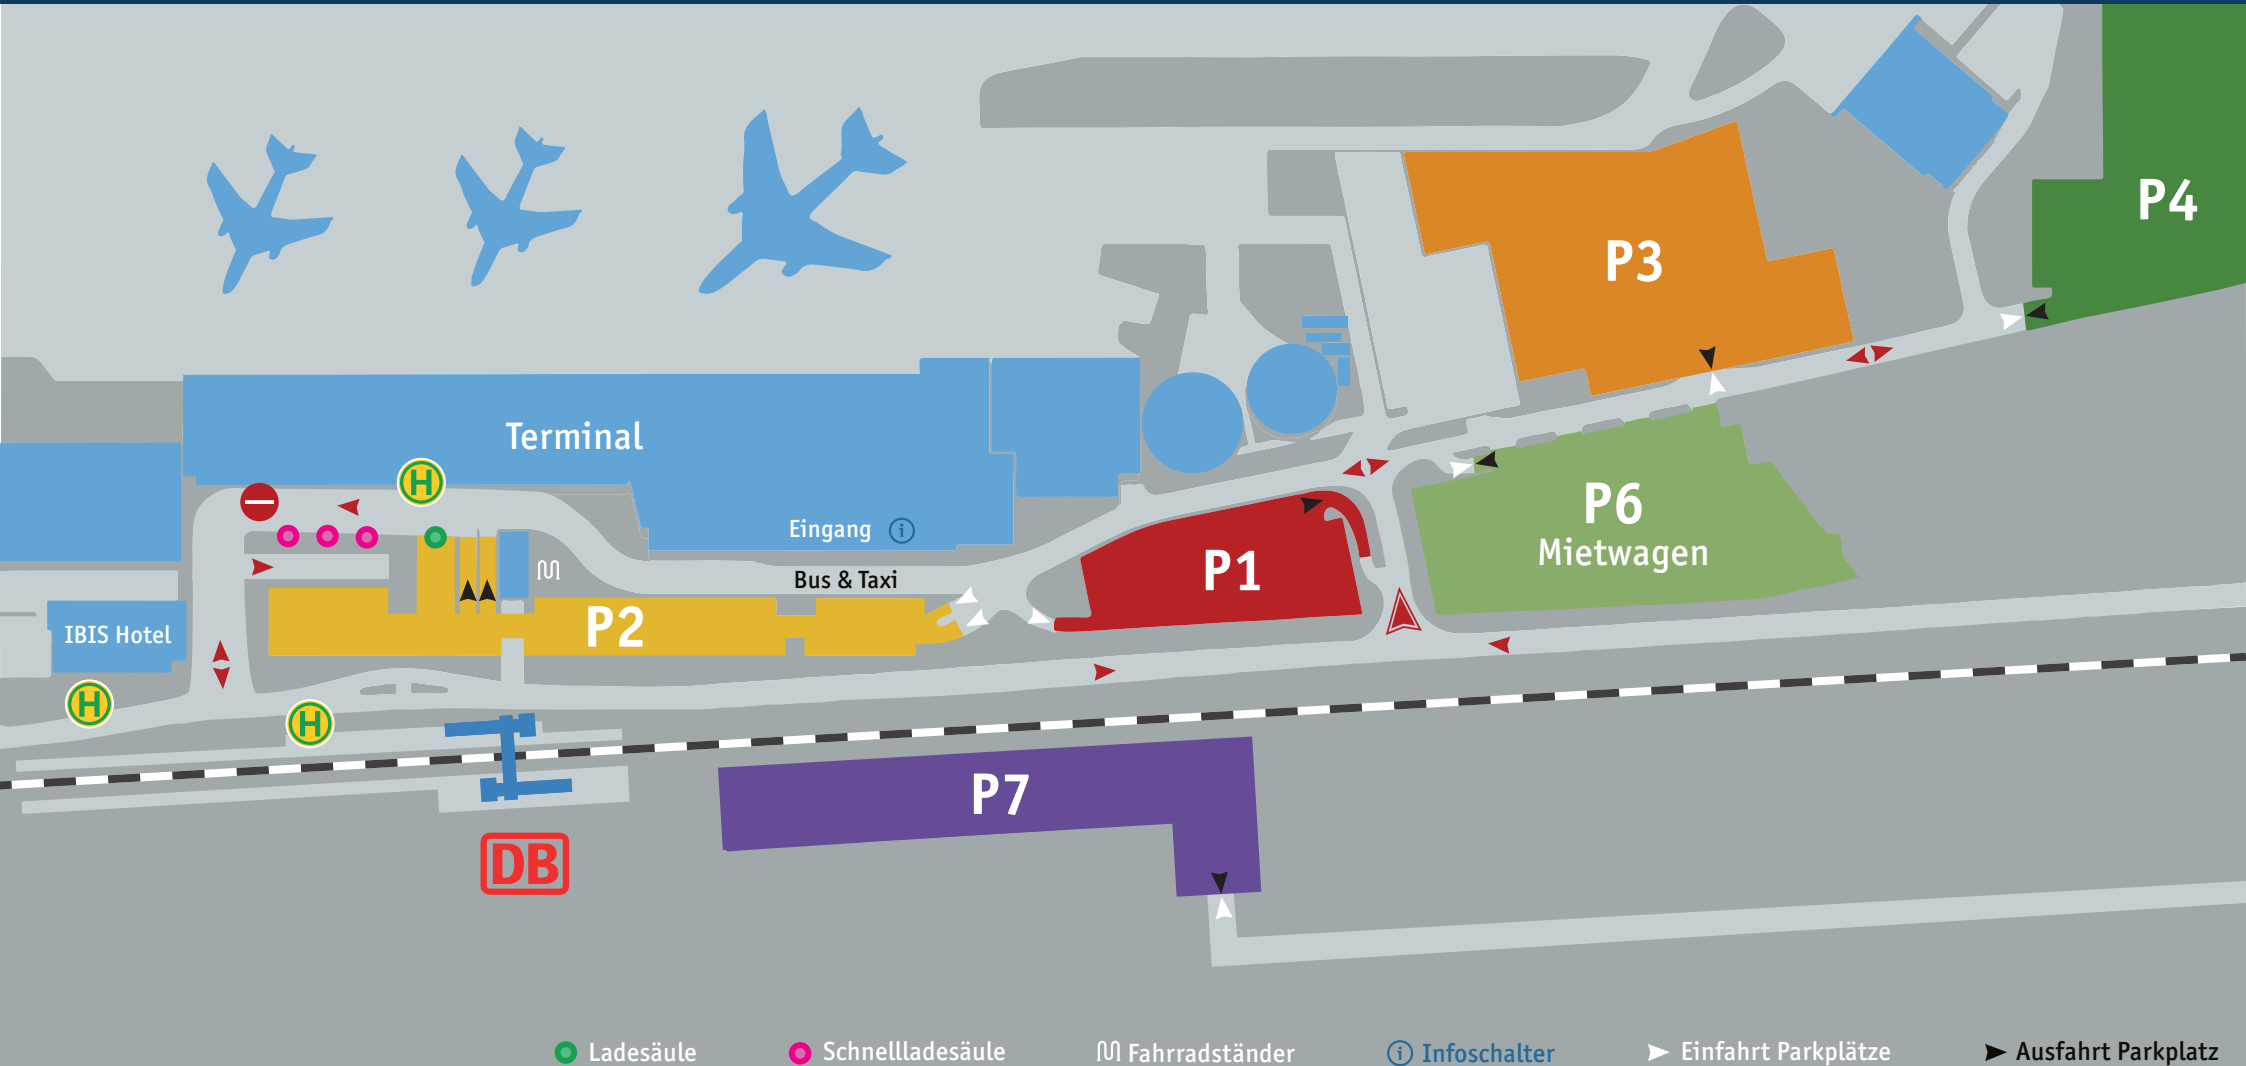 P4
P3
Terminal
H
P6
Mietwagen
Eingang i
P1
Bus & Taxi
P2
IBIS Hotel
H
H
P7
DB
Ladesäule
Schnellladesäule
Fahrradständer
i Infoschalter
Einfahrt Parkplätze
Ausfahrt Parkplatz